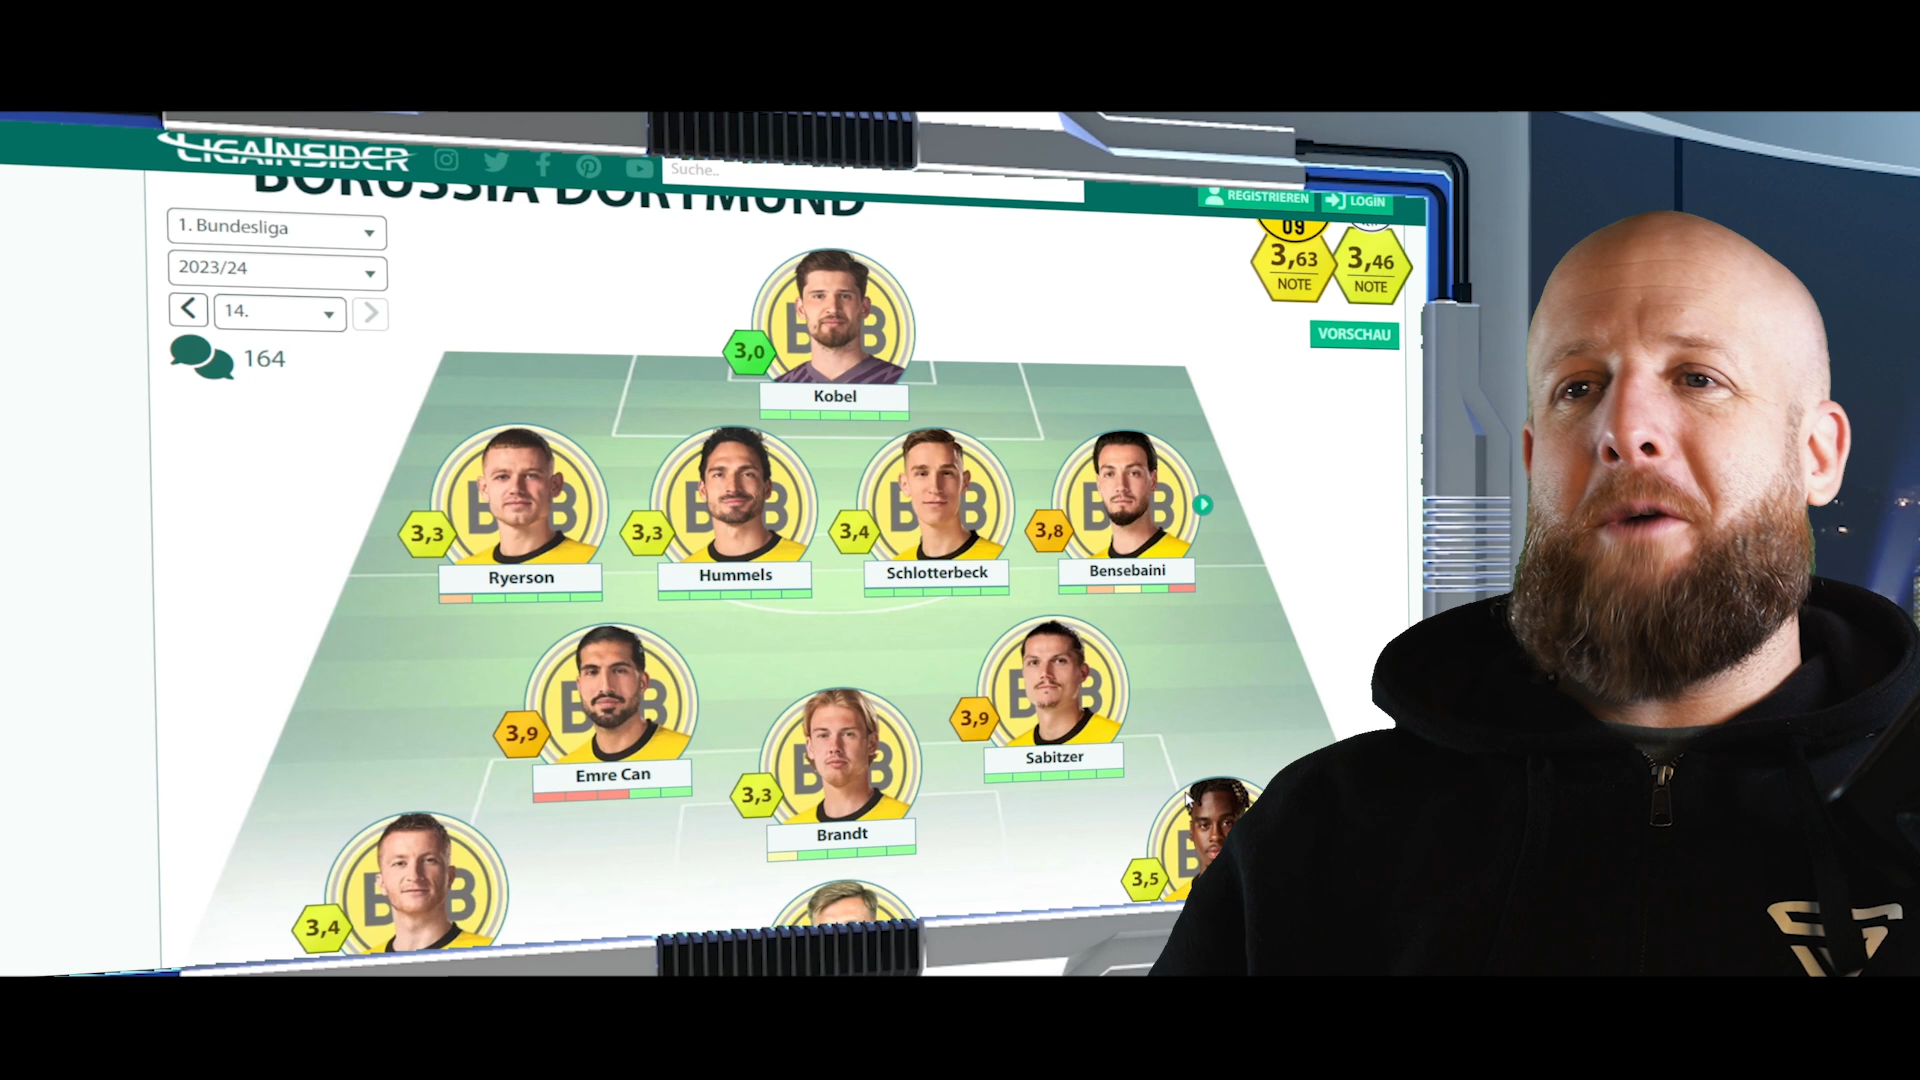 LIGAINSIDER
Suche..
REGISTRIEREN
LOGIN
BORUSSIA DORTMUND
1. Bundesliga
2023/24
14.
164
09
3,63
NOTE
3,46
NOTE
VORSCHAU
3,0
Kobel
3,3
Ryerson
3,3
Hummels
3,4
Schlotterbeck
3,8
Bensebaini
3,9
Emre Can
3,3
Brandt
3,9
Sabitzer
3,4
3,5